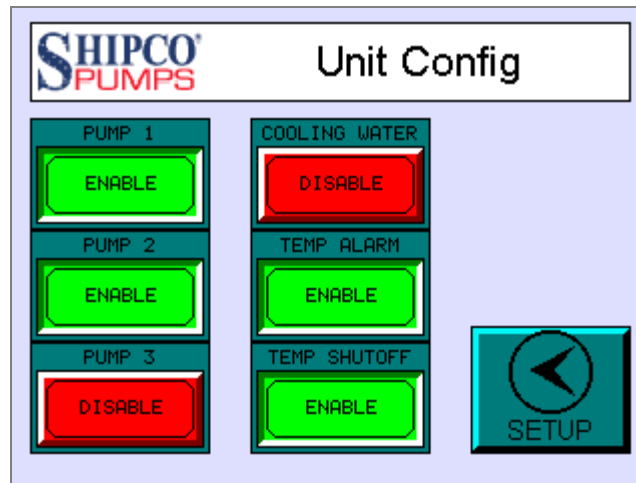 SHIPCO®
PUMPS
Unit Config
PUMP 1
ENABLE
PUMP 2
ENABLE
PUMP 3
DISABLE
COOLING WATER
DISABLE
TEMP ALARM
ENABLE
TEMP SHUTOFF
ENABLE
SETUP